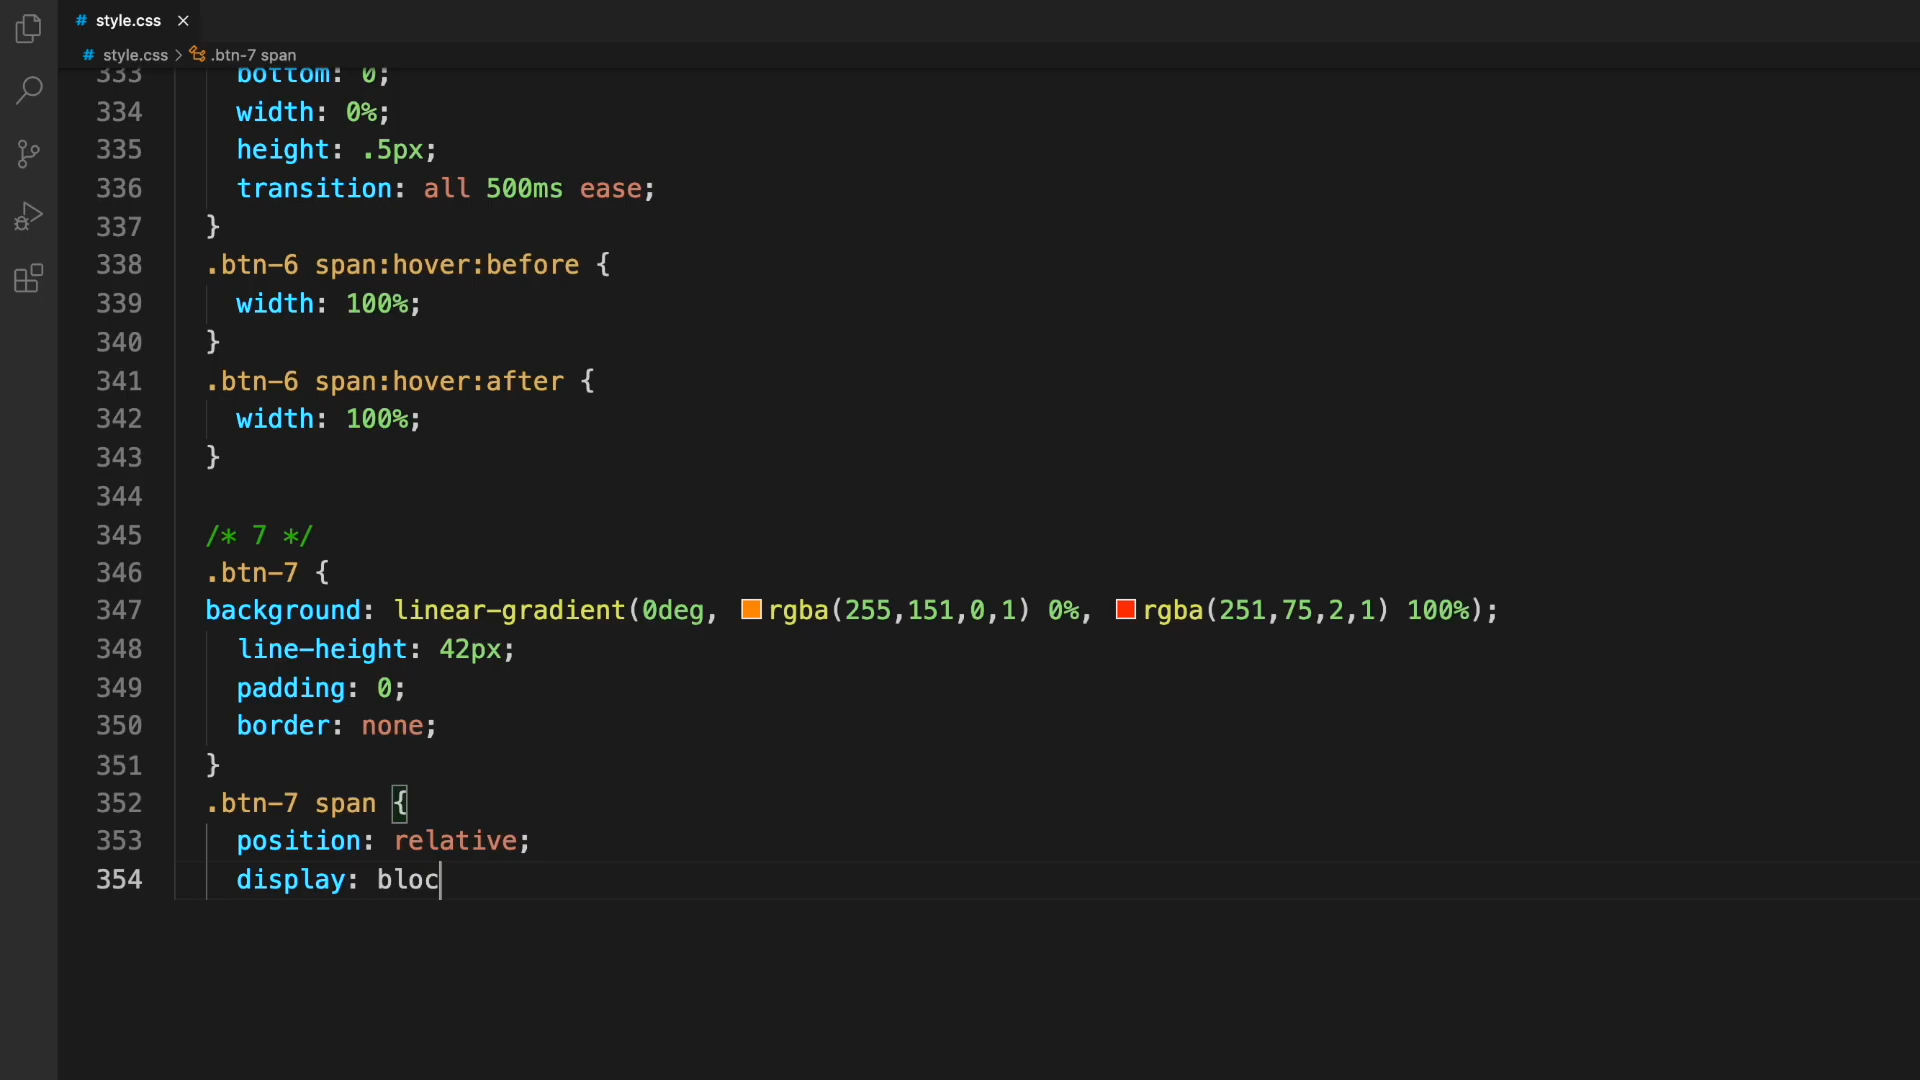 # style.css ×
# style.css > .btn-7 span
333 bottom: 0;
334 width: 0%;
335 height: .5px;
336 transition: all 500ms ease;
337 }
338 .btn-6 span:hover:before {
339 width: 100%;
340 }
341 .btn-6 span:hover:after {
342 width: 100%;
343 }
344
345 /* 7 */
346 .btn-7 {
347 background: linear-gradient(0deg, rgba(255,151,0,1) 0%, rgba(251,75,2,1) 100%);
348 line-height: 42px;
349 padding: 0;
350 border: none;
351 }
352 .btn-7 span {
353 position: relative;
354 display: bloc